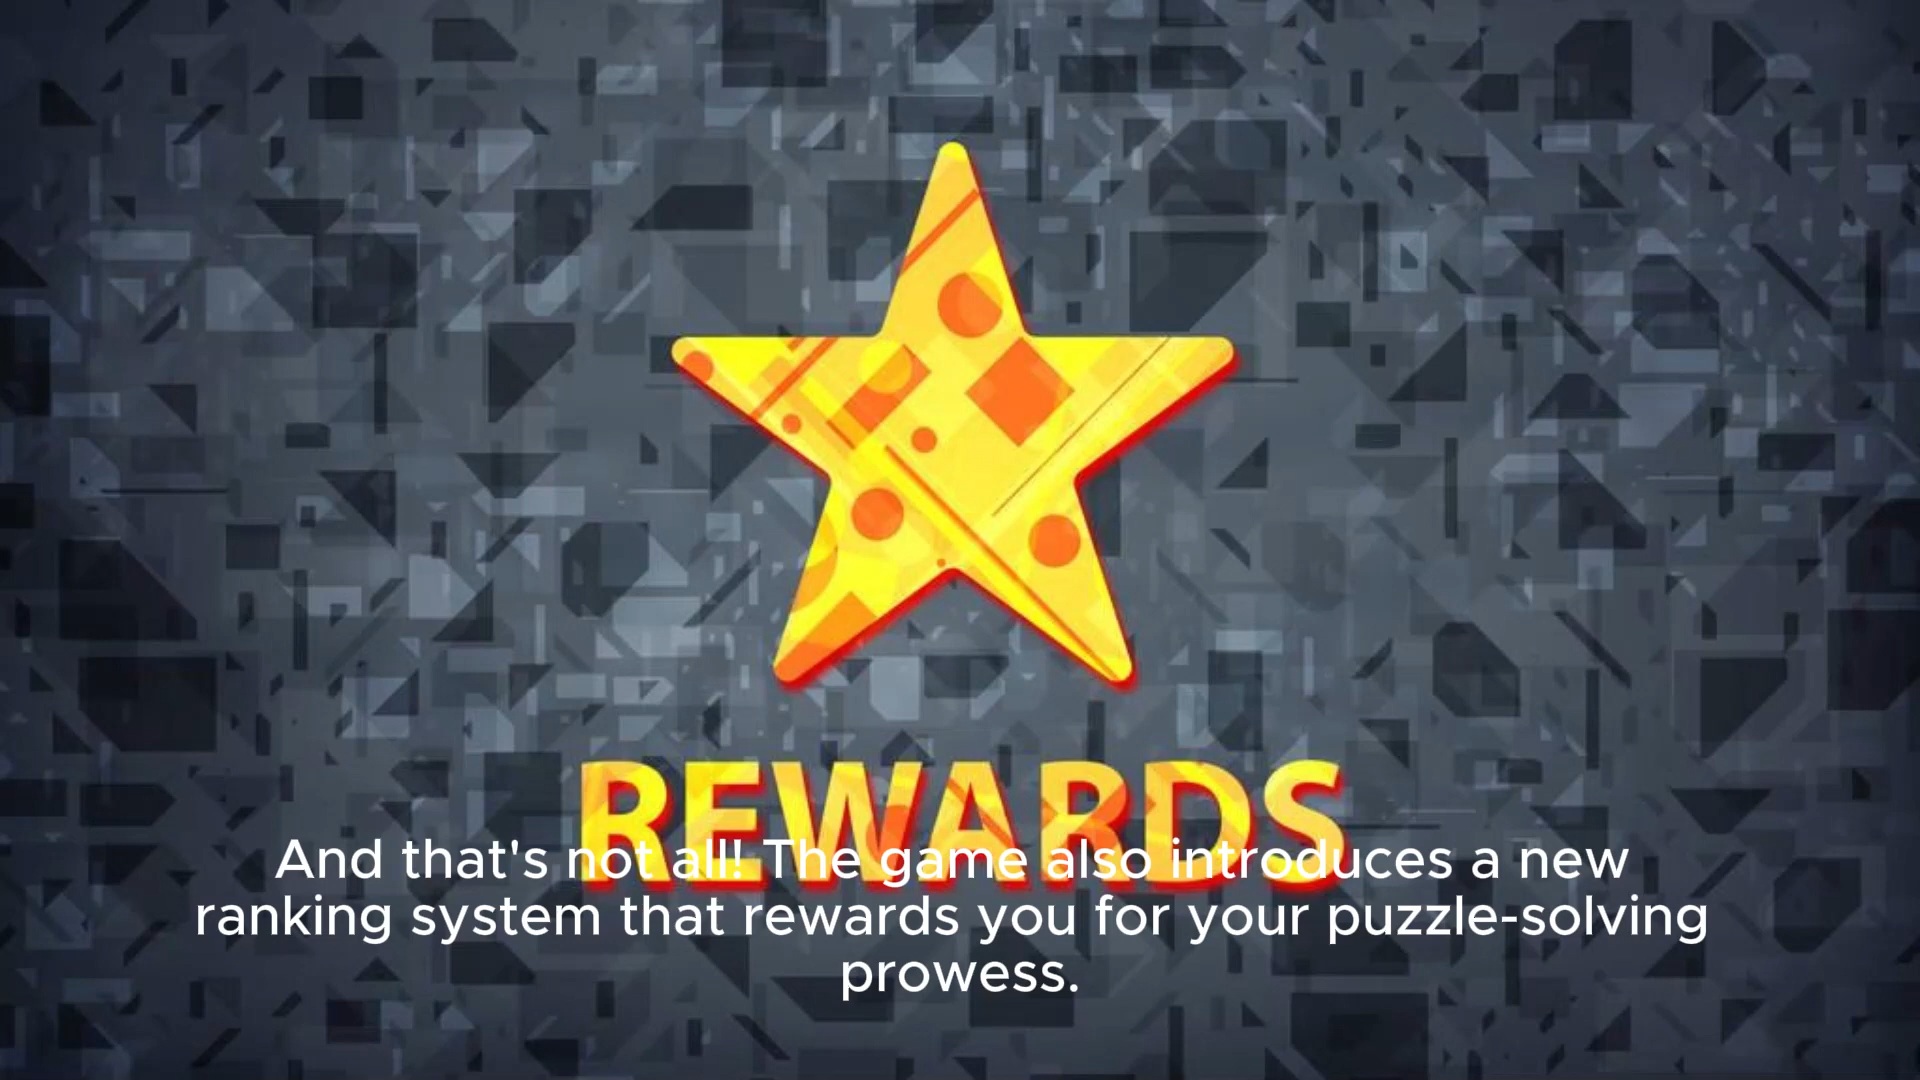 REWARDS
And that's not all! The game also introduces a new
ranking system that rewards you for your puzzle-solving
prowess.